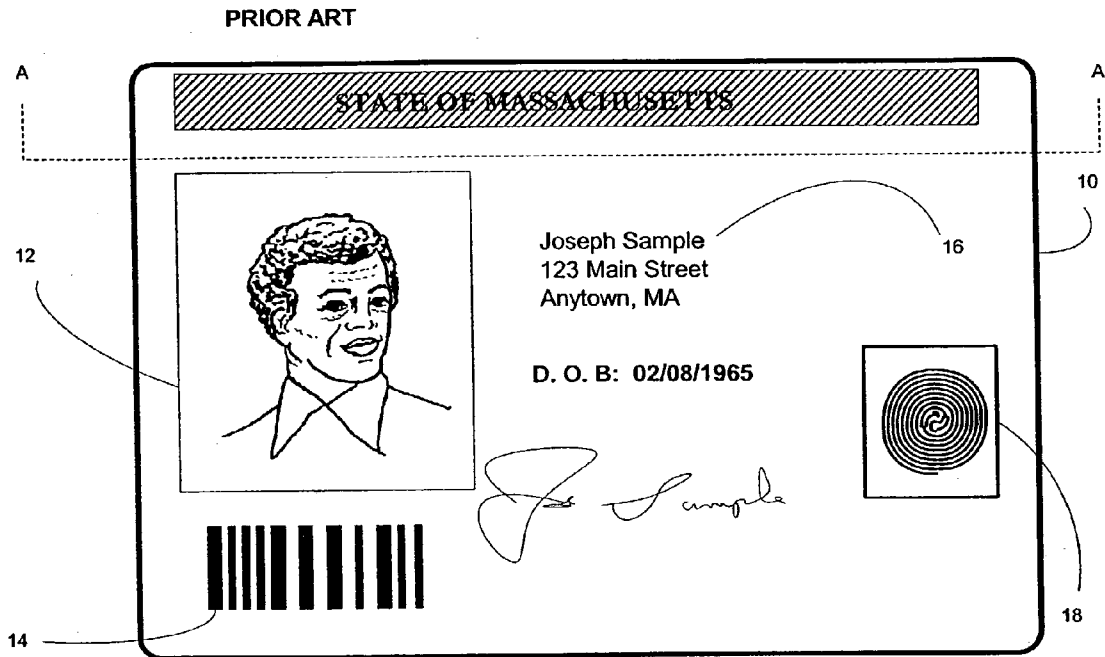 PRIOR ART
A
A
STATE OF MASSACHUSETTS
10
12
16
Joseph Sample
123 Main Street
Anytown, MA
D. O. B: 02/08/1965
Joe Sample
18
14